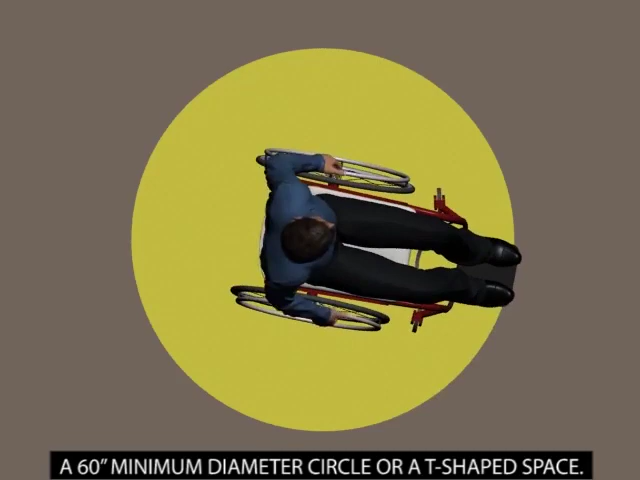 A 60” MINIMUM DIAMETER CIRCLE OR A T-SHAPED SPACE.